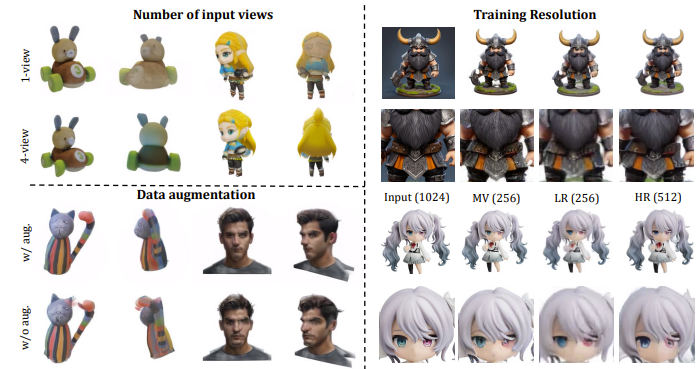 Number of input views
1-view
4-view
Data augmentation
w/ aug.
w/o aug.
Training Resolution
Input (1024) MV (256) LR (256) HR (512)